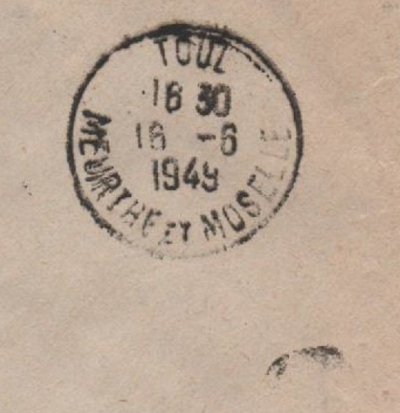 TOUL
16 30
16 -6
1949
MEURTHE ET MOSELLE